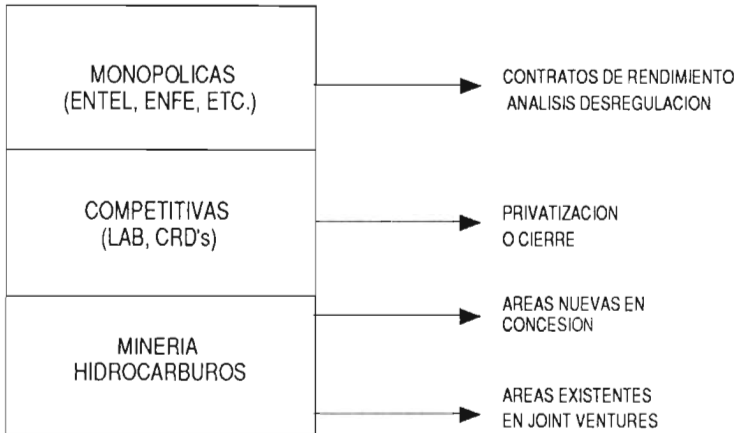 MONOPOLICAS
(ENTEL, ENFE, ETC.)
CONTRATOS DE RENDIMIENTO
ANALISIS DESREGULACION
COMPETITIVAS
(LAB, CRD's)
PRIVATIZACION
O CIERRE
MINERIA
HIDROCARBUROS
AREAS NUEVAS EN
CONCESION
AREAS EXISTENTES
EN JOINT VENTURES